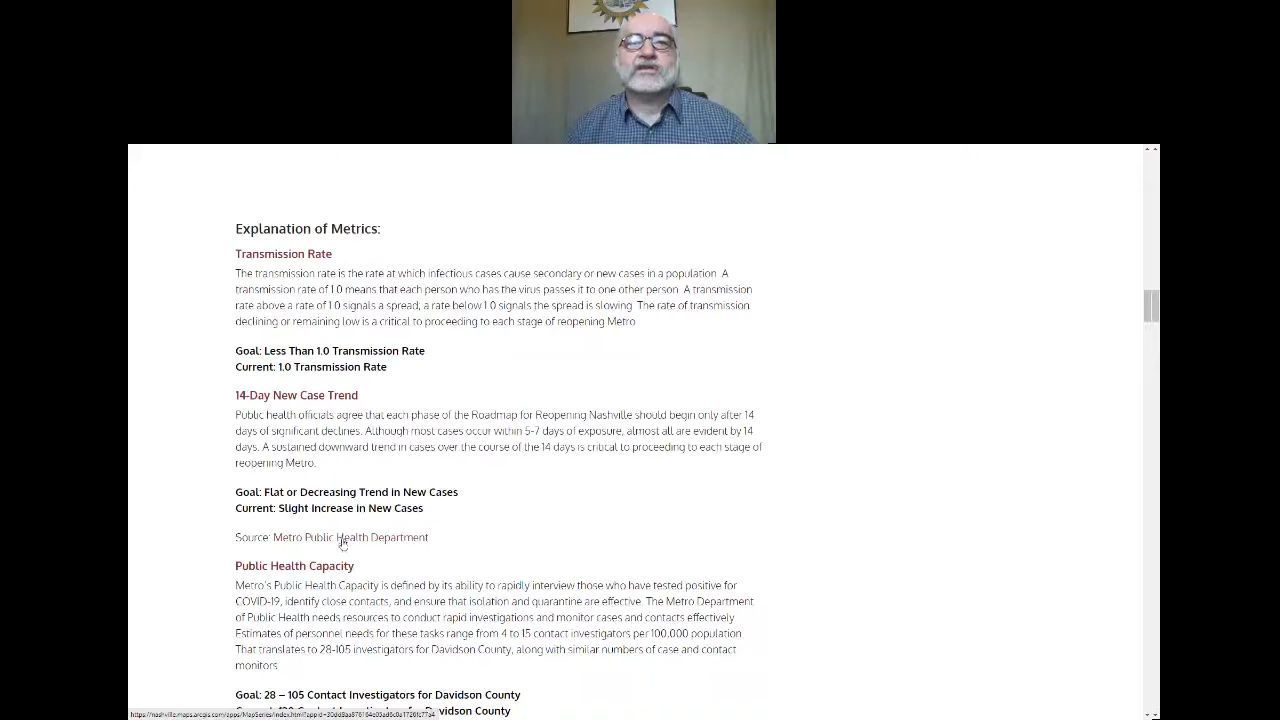 Explanation of Metrics:
Transmission Rate
The transmission rate is the rate at which infectious cases cause secondary or new cases in a population. A
transmission rate of 1.0 means that each person who has the virus passes it to one other person. A transmission
rate above a rate of 1.0 signals a spread; a rate below 1.0 signals the spread is slowing. The rate of transmission
declining or remaining low is a critical to proceeding to each stage of reopening Metro
Goal: Less Than 1.0 Transmission Rate
Current: 1.0 Transmission Rate
14-Day New Case Trend
Public health officials agree that each phase of the Roadmap for Reopening Nashville should begin only after 14
days of significant declines. Although most cases occur within 5-7 days of exposure, almost all are evident by 14
days. A sustained downward trend in cases over the course of the 14 days is critical to proceeding to each stage of
reopening Metro.
Goal: Flat or Decreasing Trend in New Cases
Current: Slight Increase in New Cases
Source: Metro Public Health Department
Public Health Capacity
Metro's Public Health Capacity is defined by its ability to rapidly interview those who have tested positive for
COVID-19, identify close contacts, and ensure that isolation and quarantine are effective. The Metro Department
of Public Health needs resources to conduct rapid investigations and monitor cases and contacts effectively.
Estimates of personnel needs for these tasks range from 4 to 15 contact investigators per 100,000 population.
That translates to 28-105 investigators for Davidson County, along with similar numbers of case and contact
monitors
Goal: 28 – 105 Contact Investigators for Davidson County
Davidson County